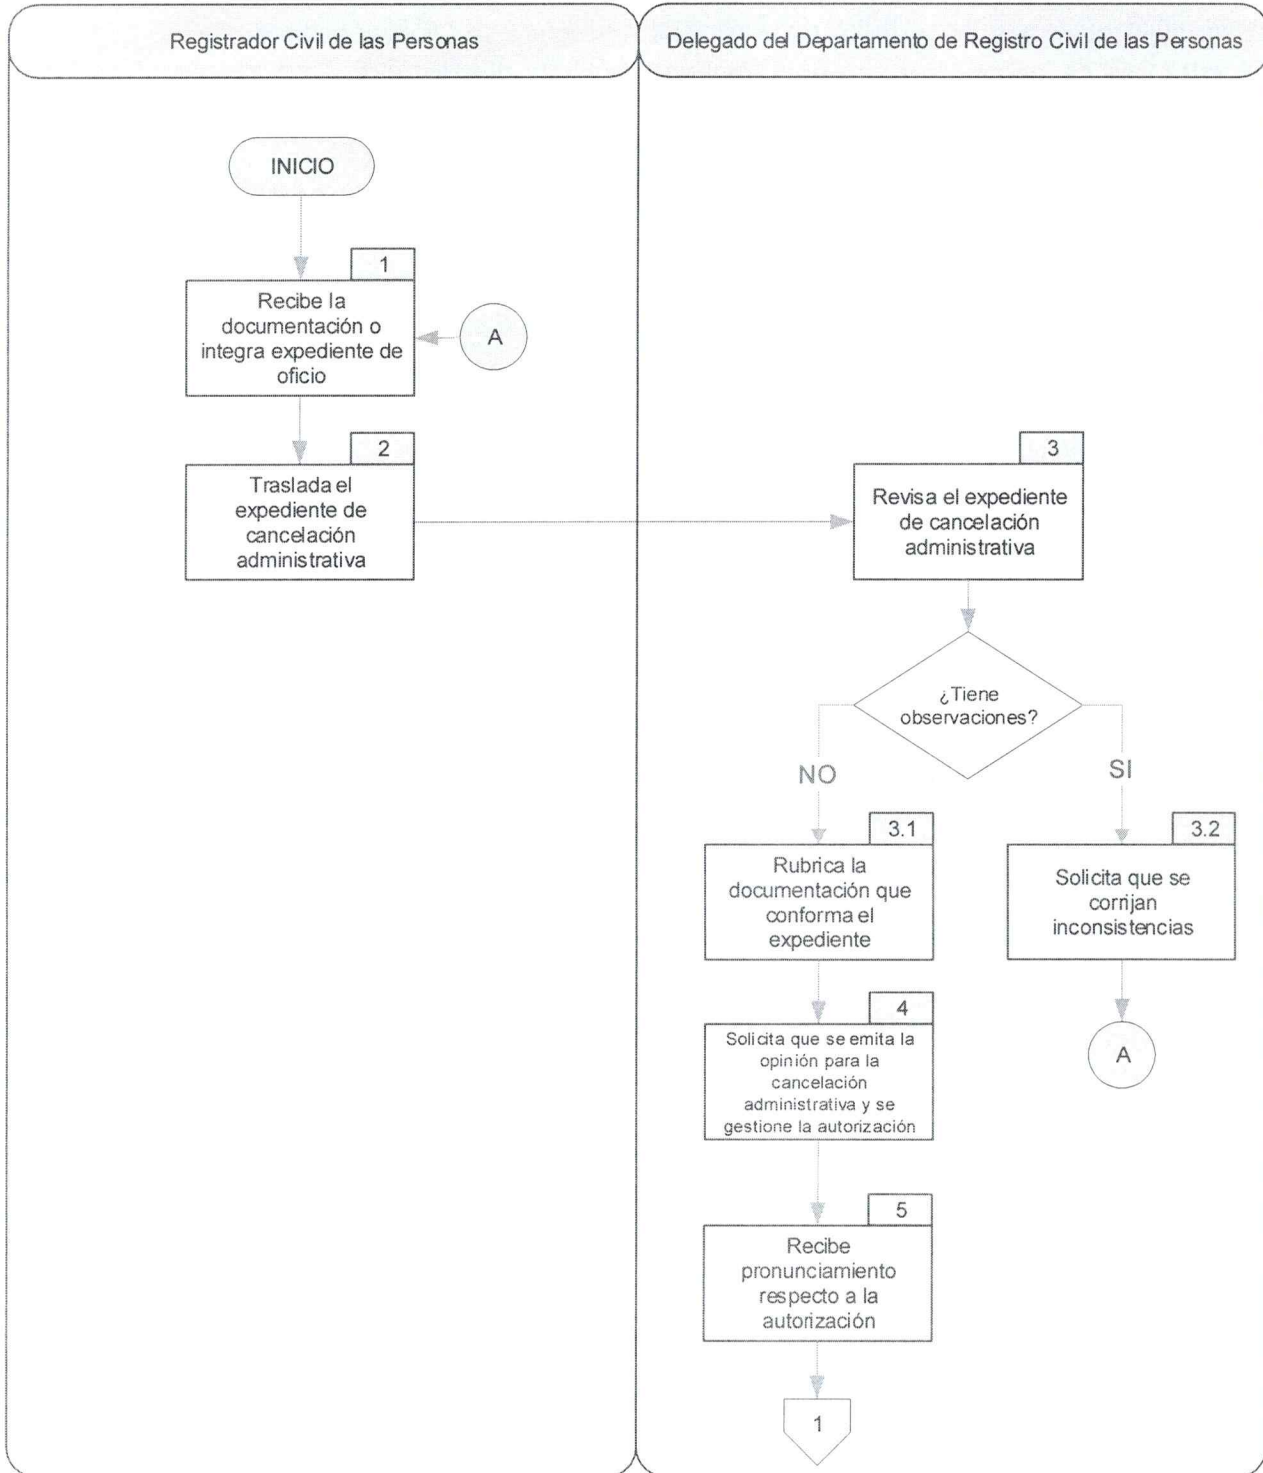 Registrador Civil de las Personas
Delegado del Departamento de Registro Civil de las Personas
INICIO
1
Recibe la
documentación o
integra expediente de
oficio
A
2
Traslada el
expediente de
cancelación
administrativa
3
Revisa el expediente
de cancelación
administrativa
¿Tiene
observaciones?
NO
SI
3.1
Rubrica la
documentación que
conforma el
expediente
3.2
Solicita que se
corrijan
inconsistencias
4
Solicita que se emita la
opinión para la
cancelación
administrativa y se
gestione la autorización
A
5
Recibe
pronunciamiento
respecto a la
autorización
1